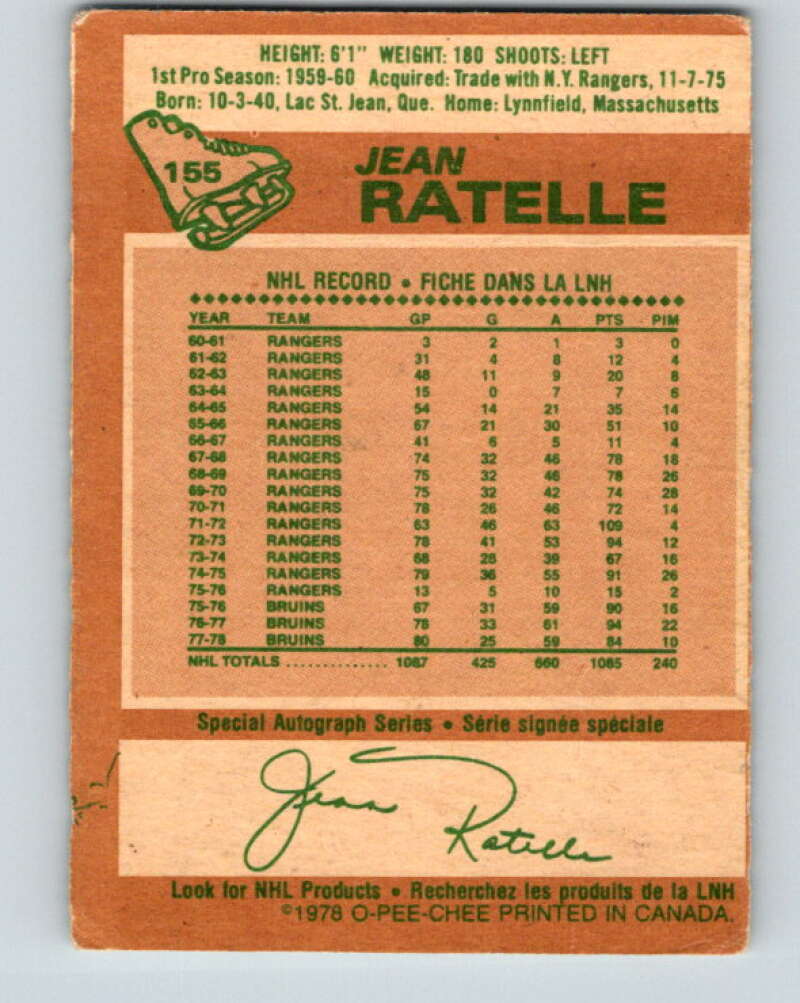 HEIGHT: 6'1" WEIGHT: 180 SHOOTS: LEFT
1st Pro Season: 1959-60 Acquired: Trade with N.Y. Rangers, 11-7-75
Born: 10-3-40, Lac St. Jean, Que. Home: Lynnfield, Massachusetts
155
JEAN
RATELLE
NHL RECORD • FICHE DANS LA LNH
YEAR TEAM GP G A PTS PIM
60-61 RANGERS 3 2 1 3 0
61-62 RANGERS 31 4 8 12 4
62-63 RANGERS 48 11 9 20 8
63-64 RANGERS 15 0 7 7 6
64-65 RANGERS 54 14 21 35 14
65-66 RANGERS 67 21 30 51 10
66-67 RANGERS 41 6 5 11 4
67-68 RANGERS 74 32 46 78 18
68-69 RANGERS 75 32 46 78 26
69-70 RANGERS 75 32 42 74 28
70-71 RANGERS 78 26 46 72 14
71-72 RANGERS 63 46 63 109 4
72-73 RANGERS 78 41 53 94 12
73-74 RANGERS 68 28 39 67 16
74-75 RANGERS 79 36 55 91 26
75-76 RANGERS 13 5 10 15 2
75-76 BRUINS 67 31 59 90 16
76-77 BRUINS 78 33 61 94 22
77-78 BRUINS 80 25 59 84 10
NHL TOTALS .............. 1087 425 660 1085 240
Special Autograph Series • Série signée spéciale
Jean Ratelle
Look for NHL Products • Recherchez les produits de la LNH
©1978 O-PEE-CHEE PRINTED IN CANADA.